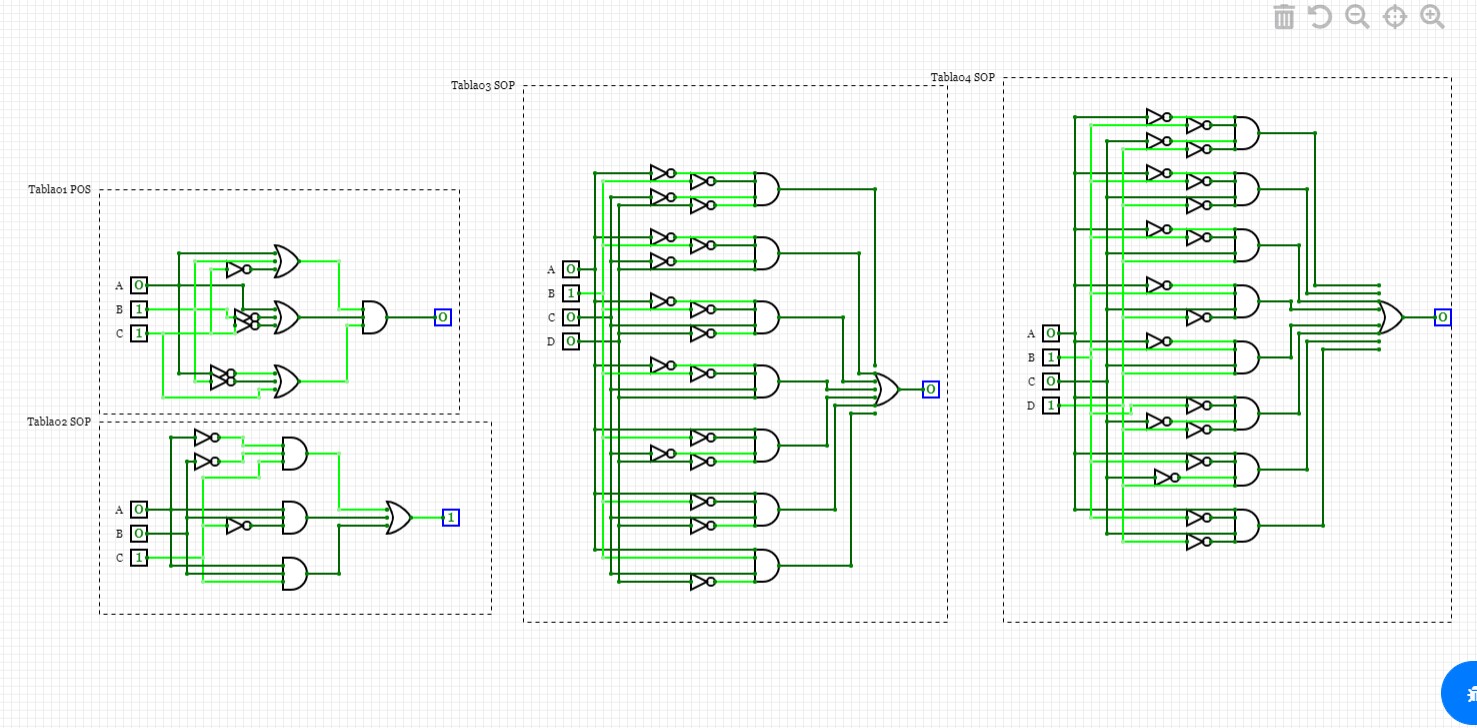 Tabla01 POS
A 0
B 1
C 1
0
Tabla02 SOP
A 0
B 0
C 1
1
Tabla03 SOP
A 0
B 1
C 0
D 0
0
Tabla04 SOP
A 0
B 1
C 0
D 1
0